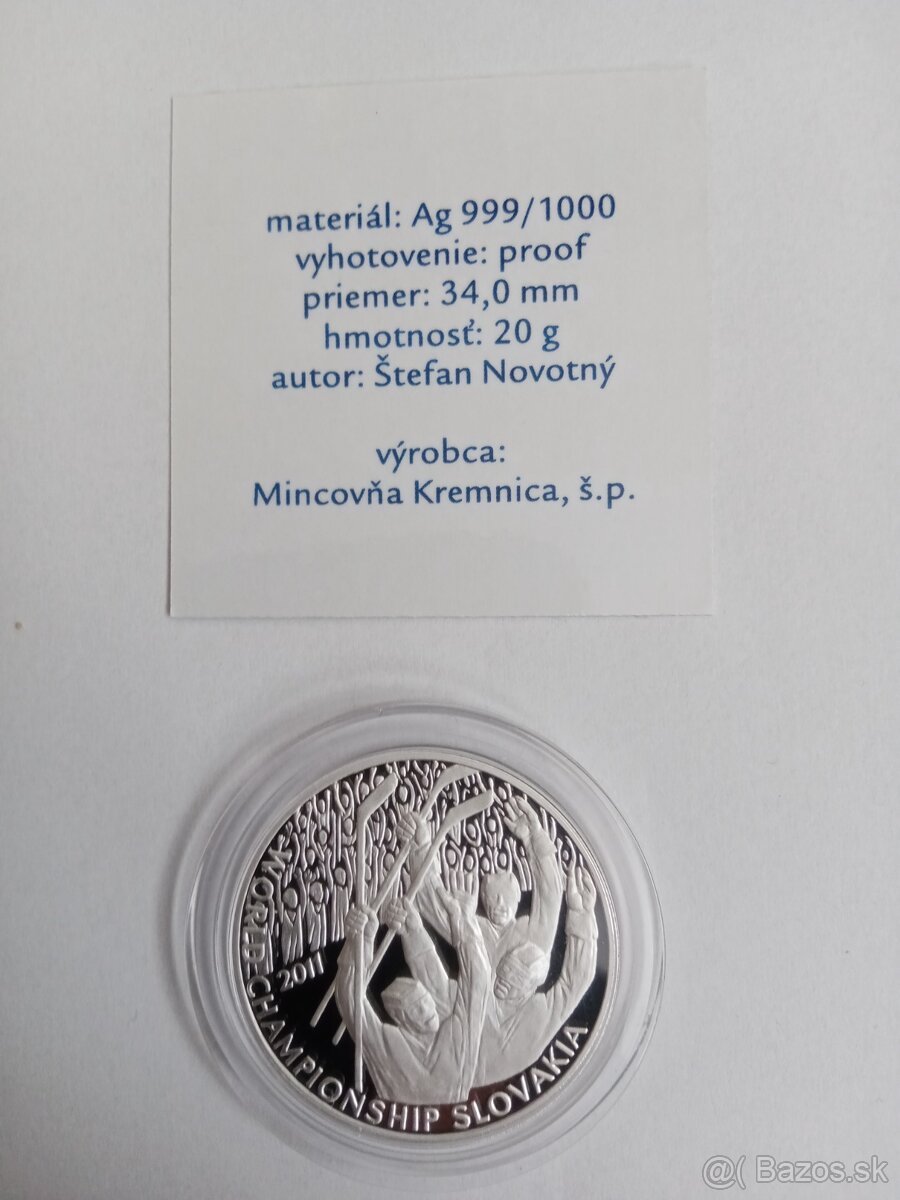 materiál: Ag 999/1000
vyhotovenie: proof
priemer: 34,0 mm
hmotnosť: 20 g
autor: Štefan Novotný
výrobca:
Mincovňa Kremnica, š.p.
2011
WORLD CHAMPIONSHIP SLOVAKIA
@( Bazos.sk